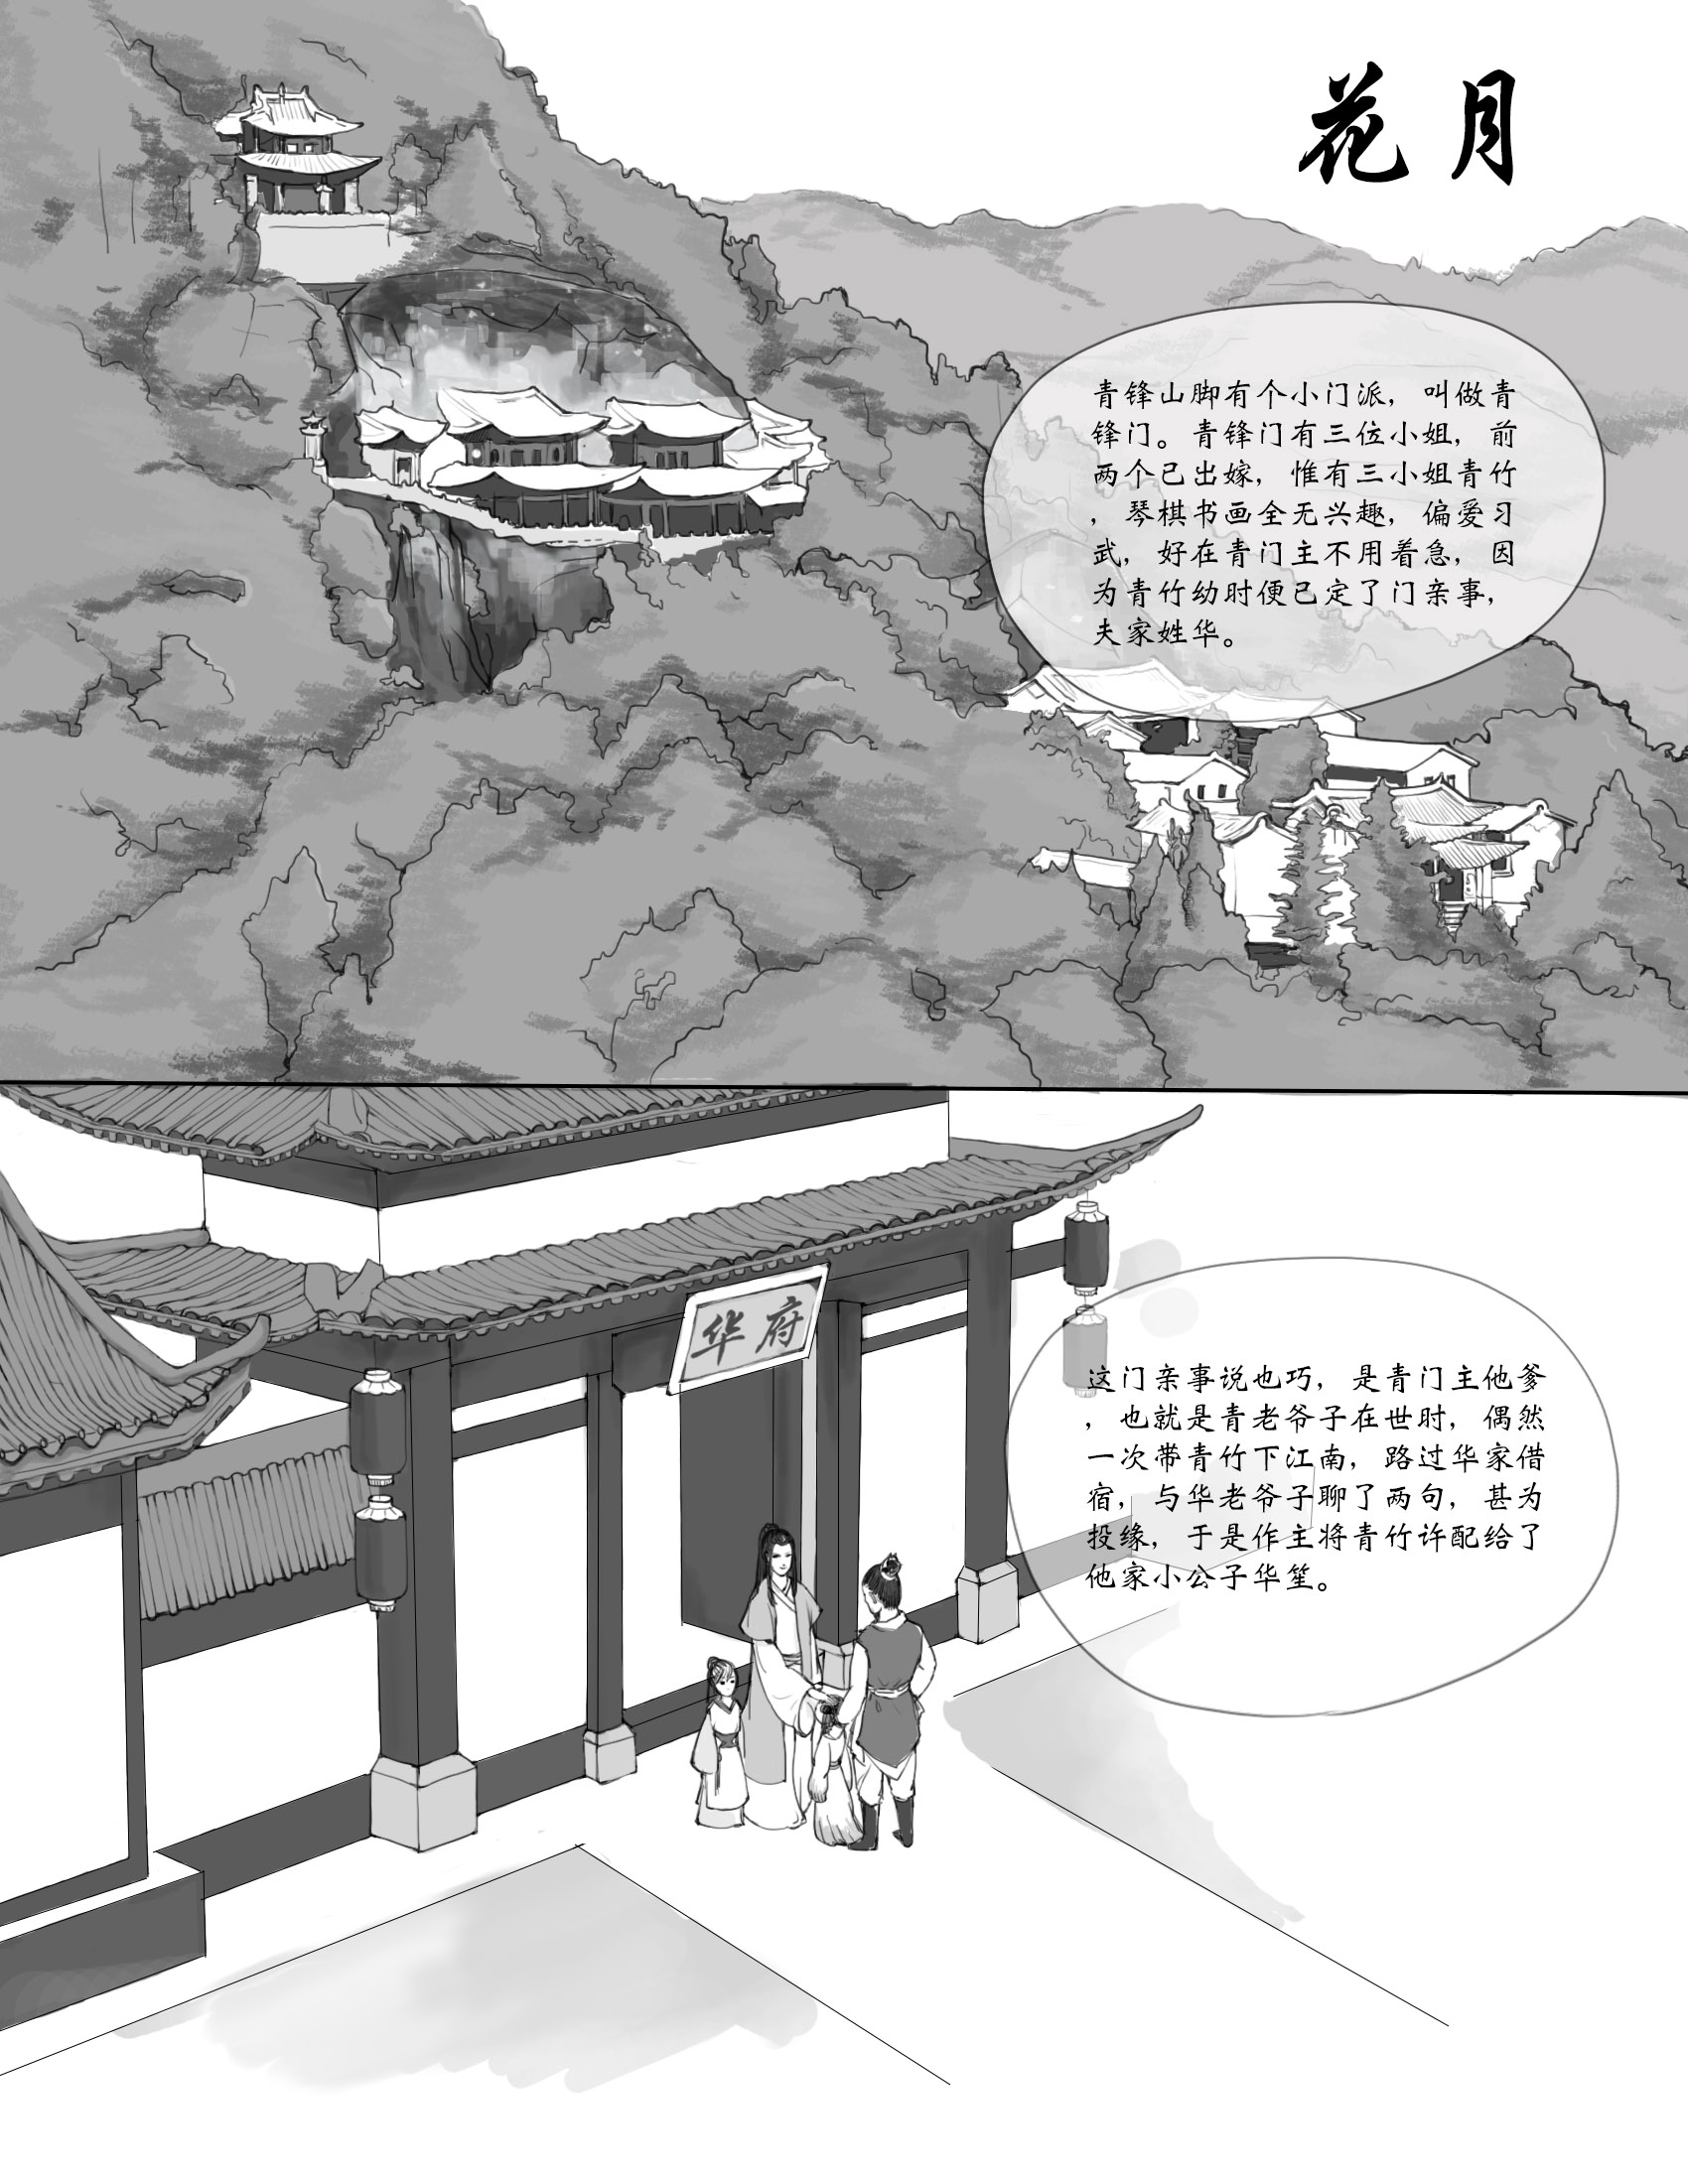 花月
青锋山脚有个小门派，叫做青
锋门。青锋门有三位小姐，前
两个已出嫁，惟有三小姐青竹
，琴棋书画全无兴趣，偏爱习
武，好在青门主不用着急，因
为青竹幼时便已定了门亲事，
夫家姓华。
华府
这门亲事说也巧，是青门主他爹
，也就是青老爷子在世时，偶然
一次带青竹下江南，路过华家借
宿，与华老爷子聊了两句，甚为
投缘，于是作主将青竹许配给了
他家小公子华笙。